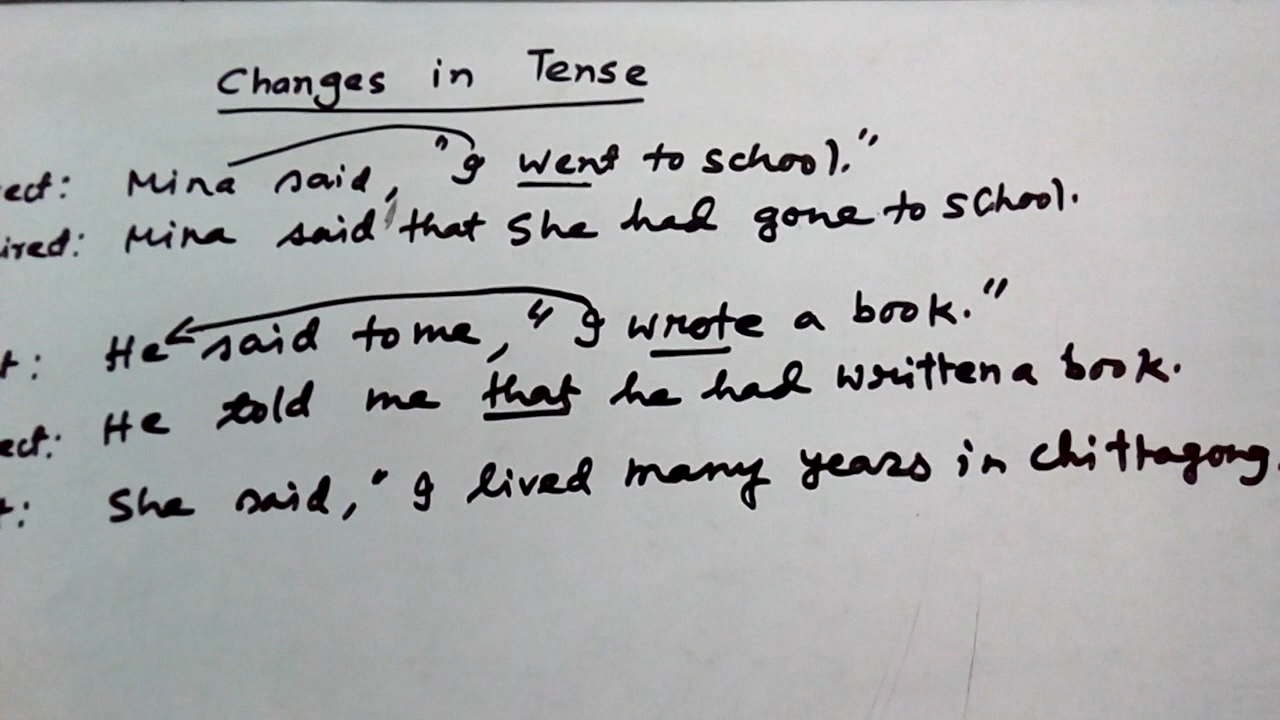 Changes in Tense
ect: Mina said, "I went to school."
ired: Mina said that she had gone to school.
t: He said to me, "I wrote a book."
ect: He told me that he had written a book.
t: She said, "I lived many years in chittagong.